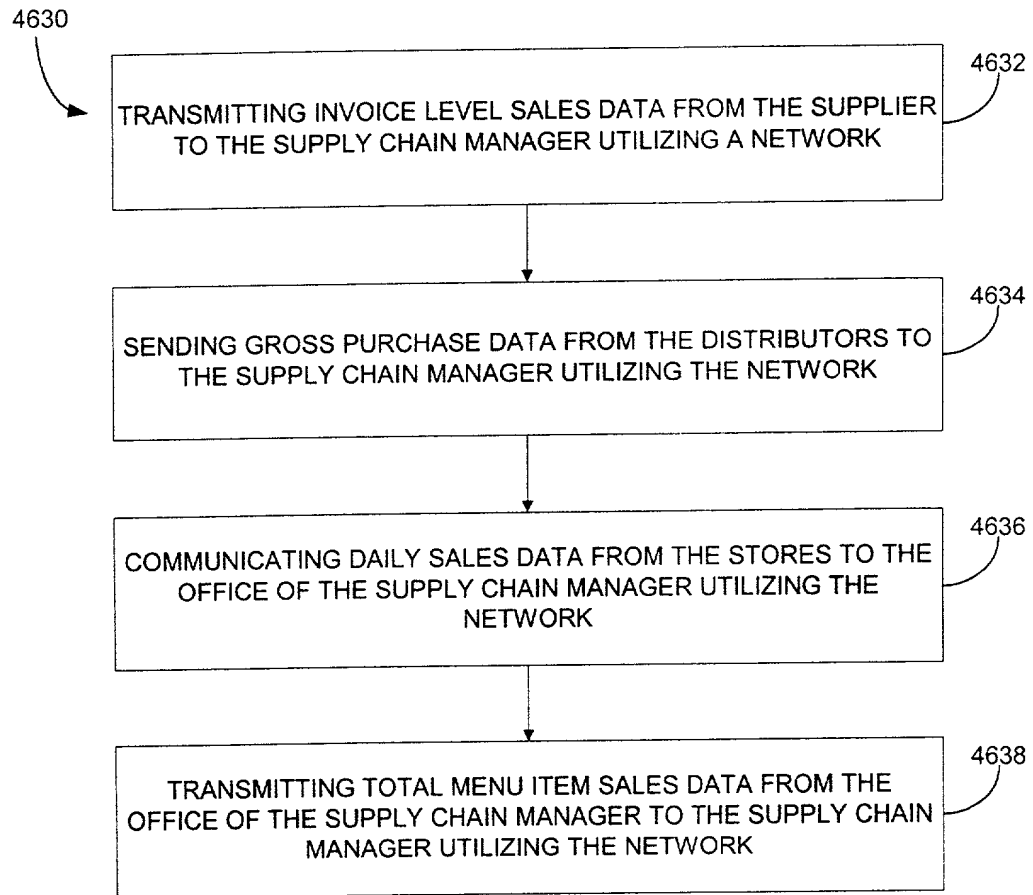 4630
4632
TRANSMITTING INVOICE LEVEL SALES DATA FROM THE SUPPLIER
TO THE SUPPLY CHAIN MANAGER UTILIZING A NETWORK
4634
SENDING GROSS PURCHASE DATA FROM THE DISTRIBUTORS TO
THE SUPPLY CHAIN MANAGER UTILIZING THE NETWORK
4636
COMMUNICATING DAILY SALES DATA FROM THE STORES TO THE
OFFICE OF THE SUPPLY CHAIN MANAGER UTILIZING THE
NETWORK
4638
TRANSMITTING TOTAL MENU ITEM SALES DATA FROM THE
OFFICE OF THE SUPPLY CHAIN MANAGER TO THE SUPPLY CHAIN
MANAGER UTILIZING THE NETWORK